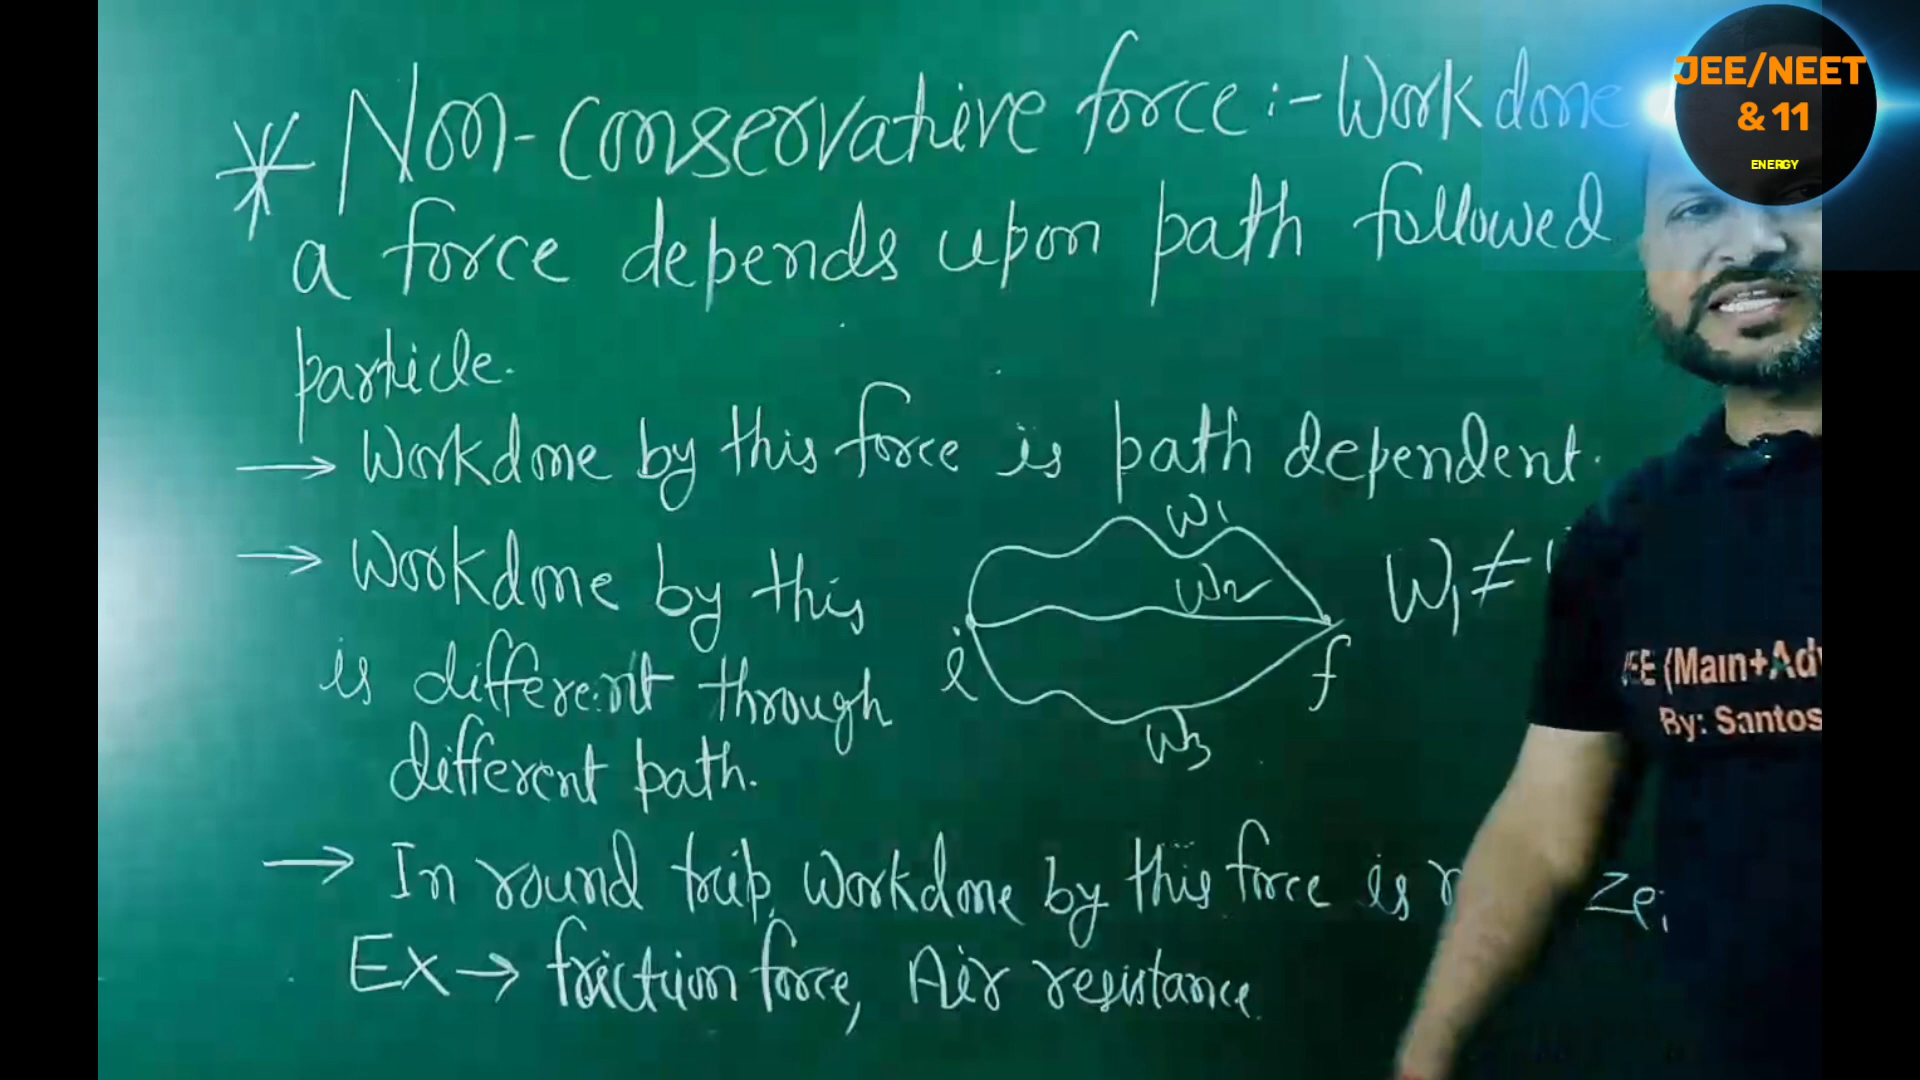 * Non-conservative force :- Work done
a force depends upon path followed
particle.
→ Workdone by this force is path dependent.
→ Workdone by this
is different through
different path.
W1
W2
W3
i
f
W1 ≠
→ In round trip, Workdone by this force is
Ex → friction force, Air resistance
JEE/NEET
& 11
ENERGY
EE (Main+Adv
By: Santos